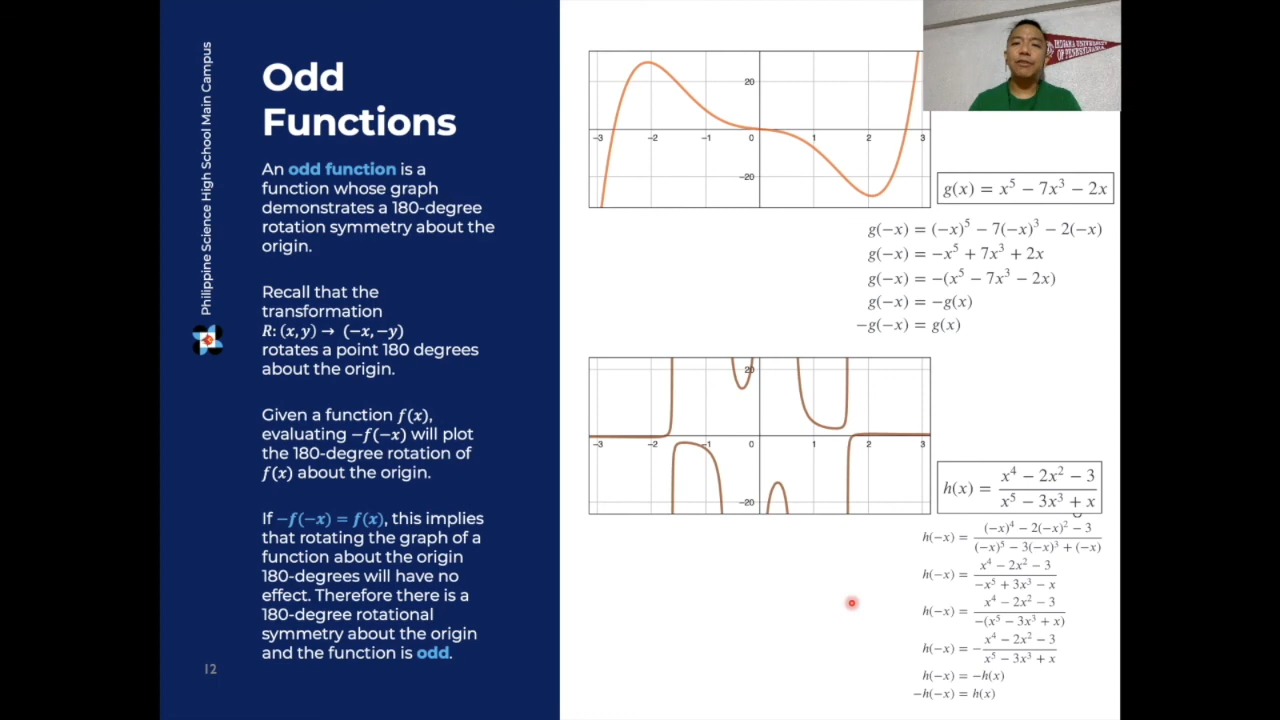 Philippine Science High School Main Campus
Odd
Functions
An odd function is a
function whose graph
demonstrates a 180-degree
rotation symmetry about the
origin.
Recall that the
transformation
R: (x, y) → (−x, −y)
rotates a point 180 degrees
about the origin.
Given a function f(x),
evaluating −f(−x) will plot
the 180-degree rotation of
f(x) about the origin.
If −f(−x) = f(x), this implies
that rotating the graph of a
function about the origin
180-degrees will have no
effect. Therefore there is a
180-degree rotational
symmetry about the origin
and the function is odd.
12
20
−3 −2 −1 0 1 2 3
−20
INDIANA UNIVERSITY
OF PENNSYLVANIA
g(x) = x⁵ − 7x³ − 2x
g(−x) = (−x)⁵ − 7(−x)³ − 2(−x)
g(−x) = −x⁵ + 7x³ + 2x
g(−x) = −(x⁵ − 7x³ − 2x)
g(−x) = −g(x)
−g(−x) = g(x)
20
−3 −2 −1 0 1 2 3
−20
h(x) = (x⁴ − 2x² − 3)/(x⁵ − 3x³ + x)
h(−x) = ((−x)⁴ − 2(−x)² − 3)/((−x)⁵ − 3(−x)³ + (−x))
h(−x) = (x⁴ − 2x² − 3)/(−x⁵ + 3x³ − x)
h(−x) = (x⁴ − 2x² − 3)/(−(x⁵ − 3x³ + x))
h(−x) = −(x⁴ − 2x² − 3)/(x⁵ − 3x³ + x)
h(−x) = −h(x)
−h(−x) = h(x)